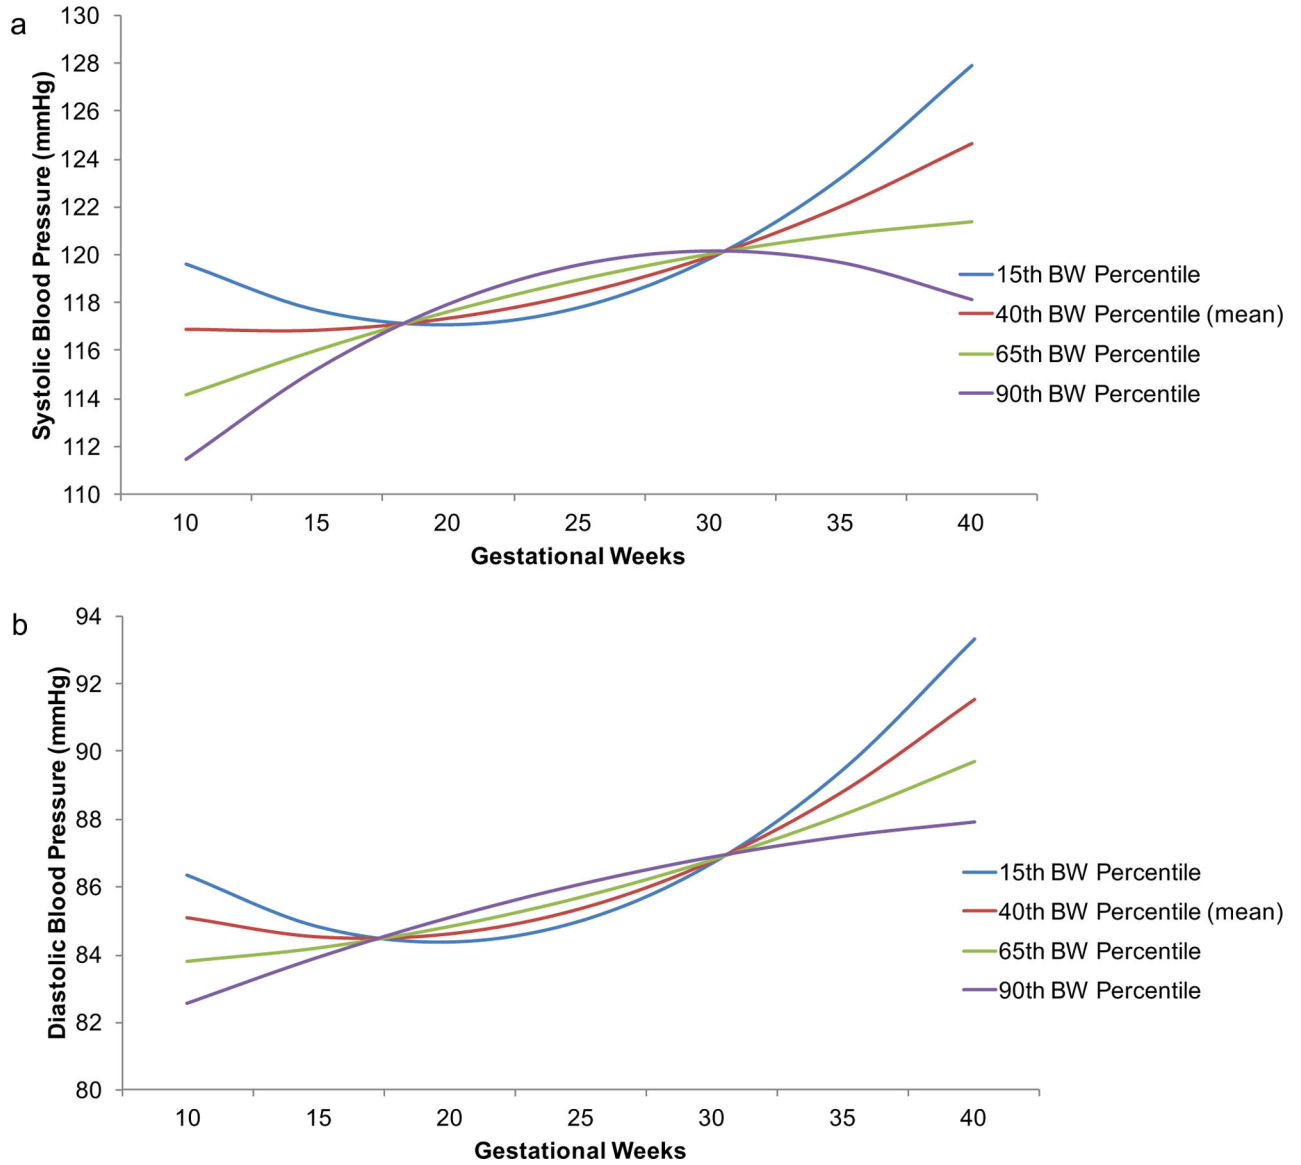 a
Systolic Blood Pressure (mmHg)
130
128
126
124
122
120
118
116
114
112
110
10 15 20 25 30 35 40
Gestational Weeks
15th BW Percentile
40th BW Percentile (mean)
65th BW Percentile
90th BW Percentile
b
Diastolic Blood Pressure (mmHg)
94
92
90
88
86
84
82
80
10 15 20 25 30 35 40
Gestational Weeks
15th BW Percentile
40th BW Percentile (mean)
65th BW Percentile
90th BW Percentile